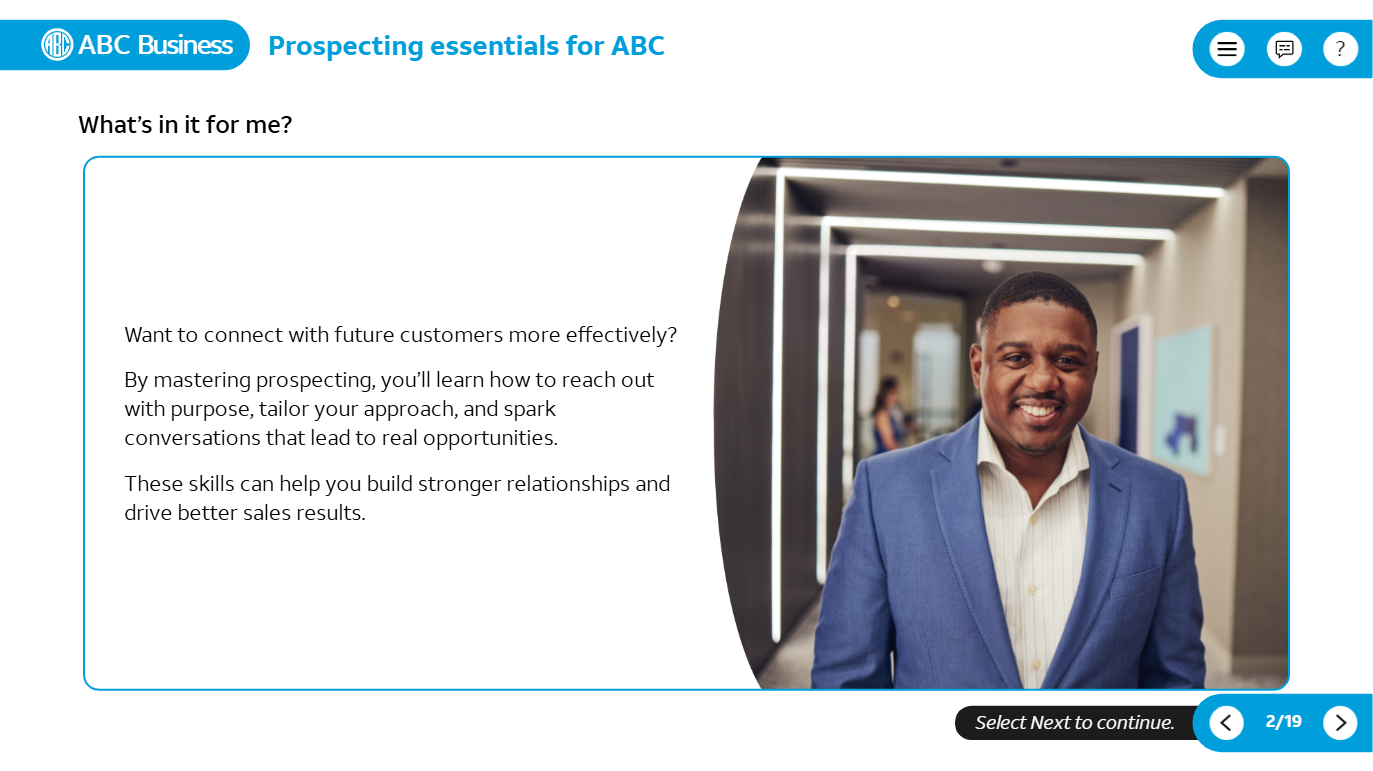 ABC Business
Prospecting essentials for ABC
?
What’s in it for me?
Want to connect with future customers more effectively?
By mastering prospecting, you’ll learn how to reach out
with purpose, tailor your approach, and spark
conversations that lead to real opportunities.
These skills can help you build stronger relationships and
drive better sales results.
Select Next to continue.
2/19